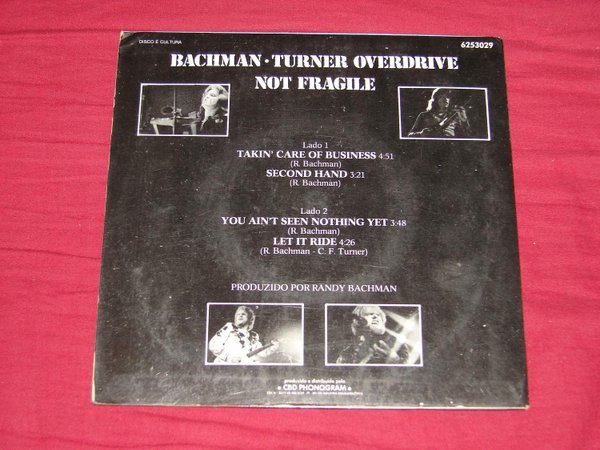 DISCO É CULTURA
6253029
BACHMAN·TURNER OVERDRIVE
NOT FRAGILE
Lado 1
TAKIN' CARE OF BUSINESS 4:51
(R. Bachman)
SECOND HAND 3:21
(R. Bachman)
Lado 2
YOU AIN'T SEEN NOTHING YET 3:48
(R. Bachman)
LET IT RIDE 4:26
(R. Bachman - C. F. Turner)
PRODUZIDO POR RANDY BACHMAN
produzido e distribuído pela
CBD PHONOGRAM